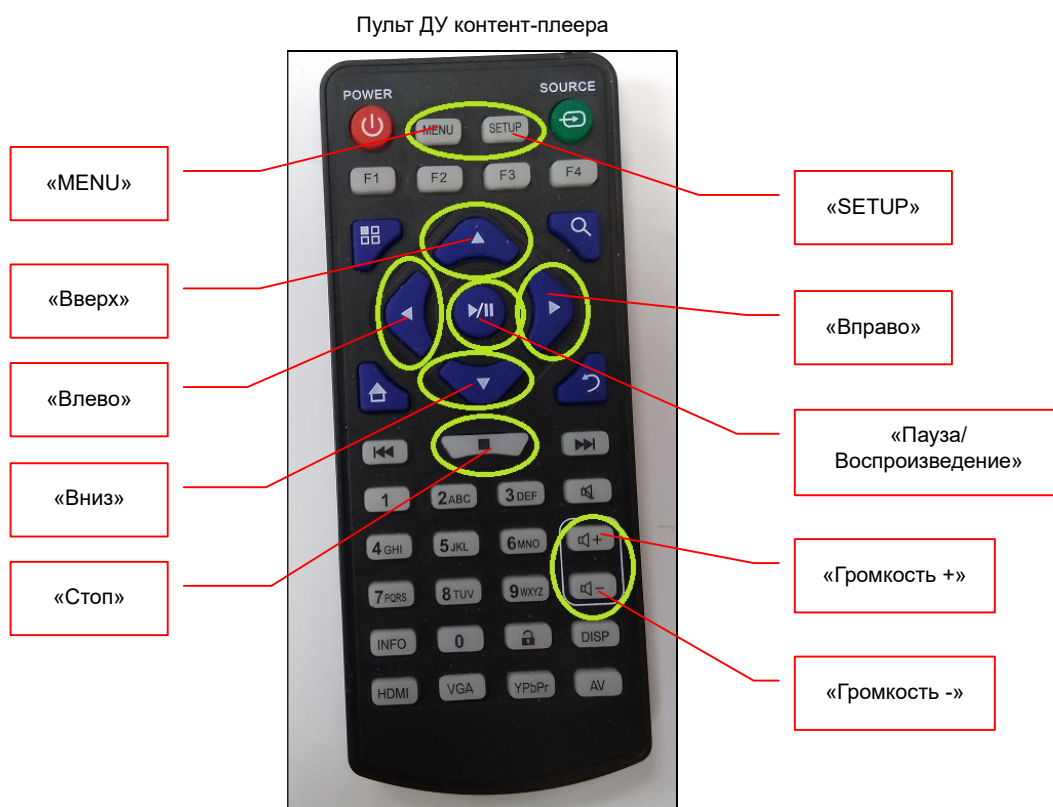 Пульт ДУ контент-плеера
POWER
SOURCE
MENU
SETUP
F1
F2
F3
F4
1
2ABC
3DEF
4GHI
5JKL
6MNO
+
7PQRS
8TUV
9WXYZ
-
INFO
0
DISP
HDMI
VGA
YPbPr
AV
«MENU»
«Вверх»
«Влево»
«Вниз»
«Стоп»
«SETUP»
«Вправо»
«Пауза/
Воспроизведение»
«Громкость +»
«Громкость -»